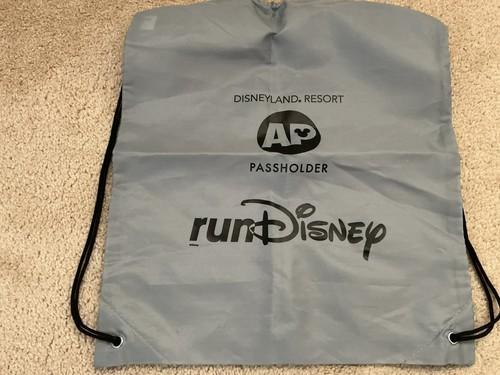 DISNEYLAND® RESORT
AP
PASSHOLDER
runDisney